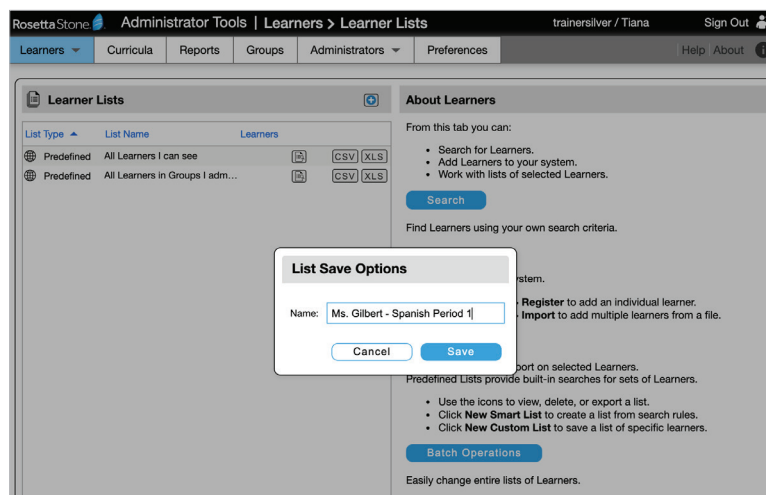 Rosetta Stone Administrator Tools | Learners > Learner Lists trainersilver / Tiana Sign Out
Learners Curricula Reports Groups Administrators Preferences Help About
Learner Lists
List Type List Name Learners
Predefined All Learners I can see CSV XLS
Predefined All Learners in Groups I adm... CSV XLS
About Learners
From this tab you can:
• Search for Learners.
• Add Learners to your system.
• Work with lists of selected Learners.
Search
Find Learners using your own search criteria.
stem.
Register to add an individual learner.
Import to add multiple learners from a file.
port on selected Learners.
Predefined Lists provide built-in searches for sets of Learners.
• Use the icons to view, delete, or export a list.
• Click New Smart List to create a list from search rules.
• Click New Custom List to save a list of specific learners.
Batch Operations
Easily change entire lists of Learners.
List Save Options
Name: Ms. Gilbert - Spanish Period 1
Cancel Save